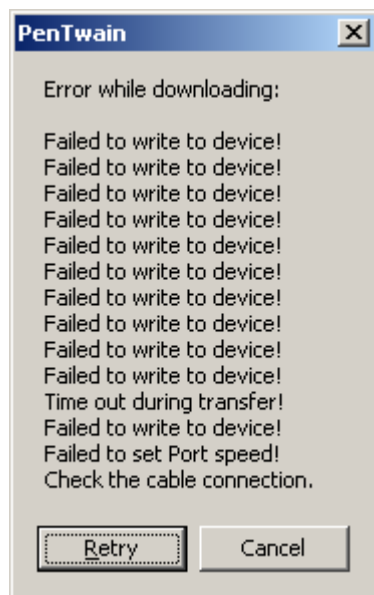 PenTwain
Error while downloading:
Failed to write to device!
Failed to write to device!
Failed to write to device!
Failed to write to device!
Failed to write to device!
Failed to write to device!
Failed to write to device!
Failed to write to device!
Failed to write to device!
Failed to write to device!
Time out during transfer!
Failed to write to device!
Failed to set Port speed!
Check the cable connection.
Retry
Cancel